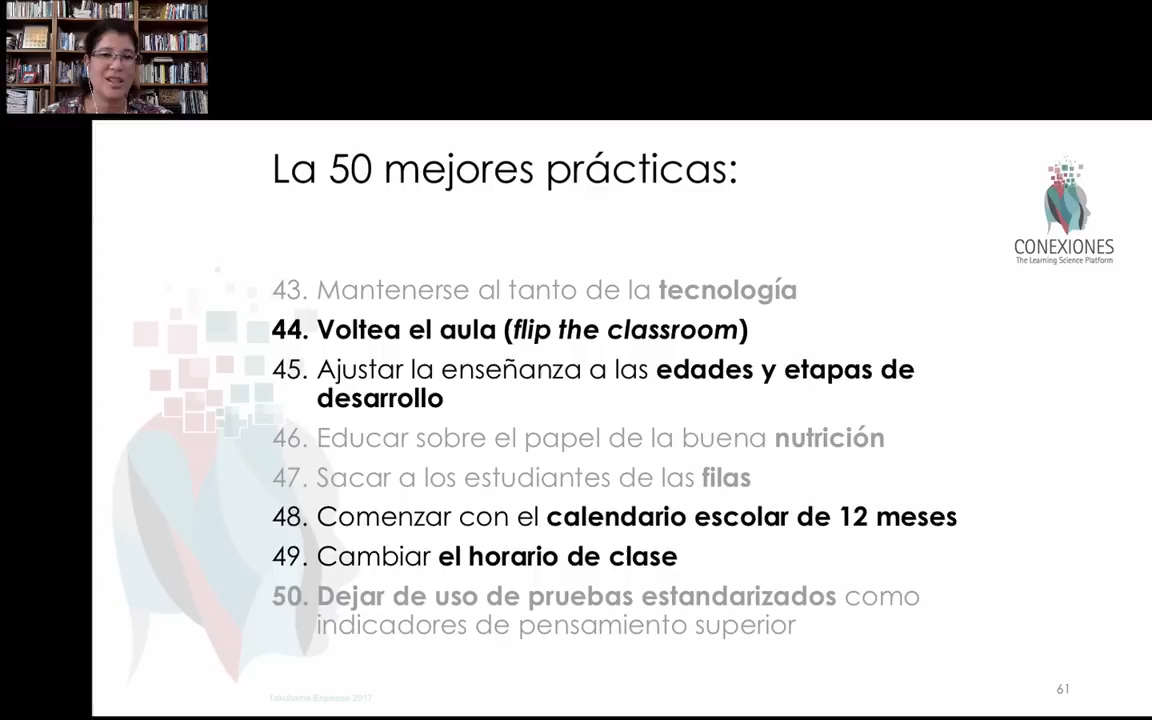 La 50 mejores prácticas:
CONEXIONES
The Learning Science Platform
43. Mantenerse al tanto de la tecnología
44. Voltea el aula (flip the classroom)
45. Ajustar la enseñanza a las edades y etapas de
desarrollo
46. Educar sobre el papel de la buena nutrición
47. Sacar a los estudiantes de las filas
48. Comenzar con el calendario escolar de 12 meses
49. Cambiar el horario de clase
50. Dejar de uso de pruebas estandarizados como
indicadores de pensamiento superior
Tokuhama-Espinosa 2017
61